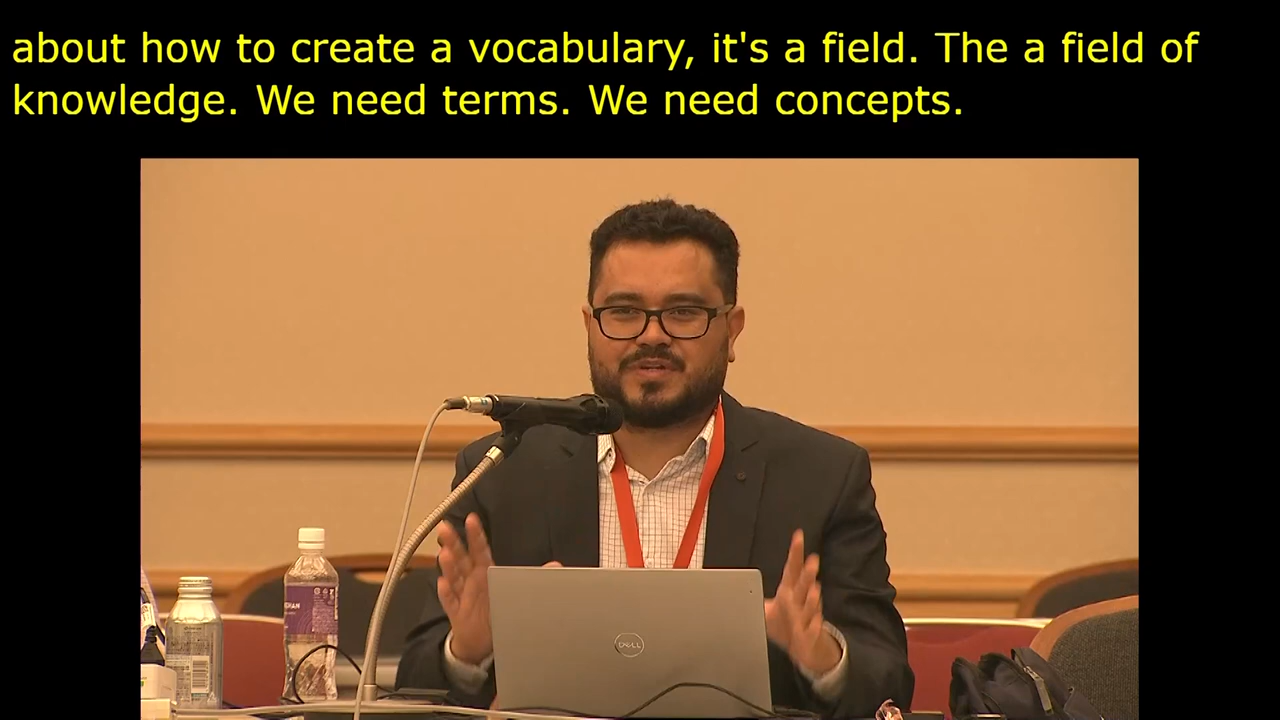 about how to create a vocabulary, it's a field. The a field of
knowledge. We need terms. We need concepts.
DELL